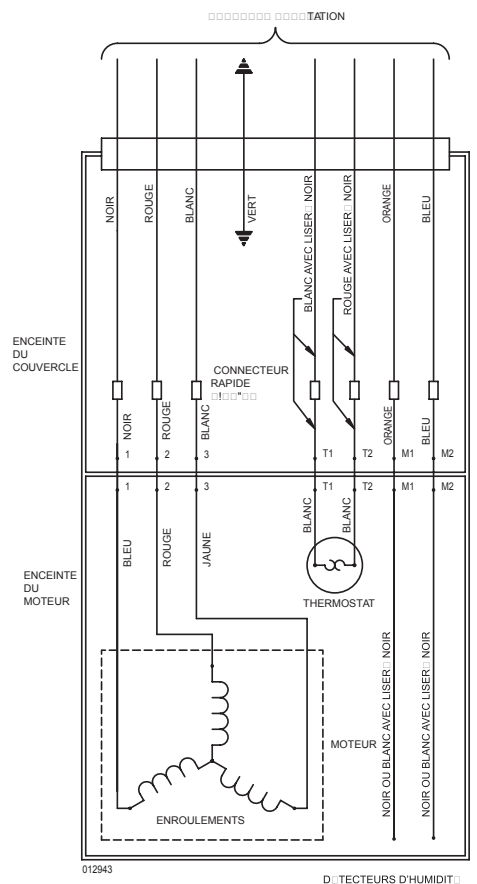 TATION
NOIR
ROUGE
BLANC
VERT
BLANC AVEC LISER□ NOIR
ROUGE AVEC LISER□ NOIR
ORANGE
BLEU
ENCEINTE
DU
COUVERCLE
CONNECTEUR
RAPIDE
NOIR
ROUGE
BLANC
ORANGE
BLEU
1 2 3 T1 T2 M1 M2
1 2 3 T1 T2 M1 M2
BLEU
ROUGE
JAUNE
BLANC
BLANC
ENCEINTE
DU
MOTEUR
THERMOSTAT
NOIR OU BLANC AVEC LISER□ NOIR
NOIR OU BLANC AVEC LISER□ NOIR
MOTEUR
ENROULEMENTS
012943
D□TECTEURS D'HUMIDIT□